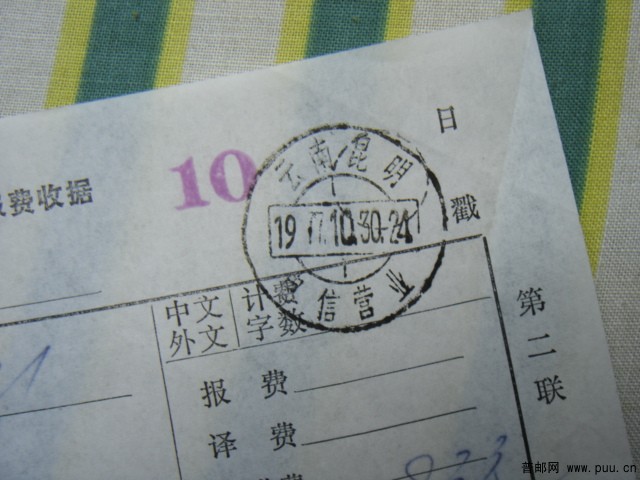 日
戳
10
云南昆明
19 77.10.30-24
信营业
费收据
中文
外文
计费
字数
第二联
报费
译费
普邮网 www.puu.cn